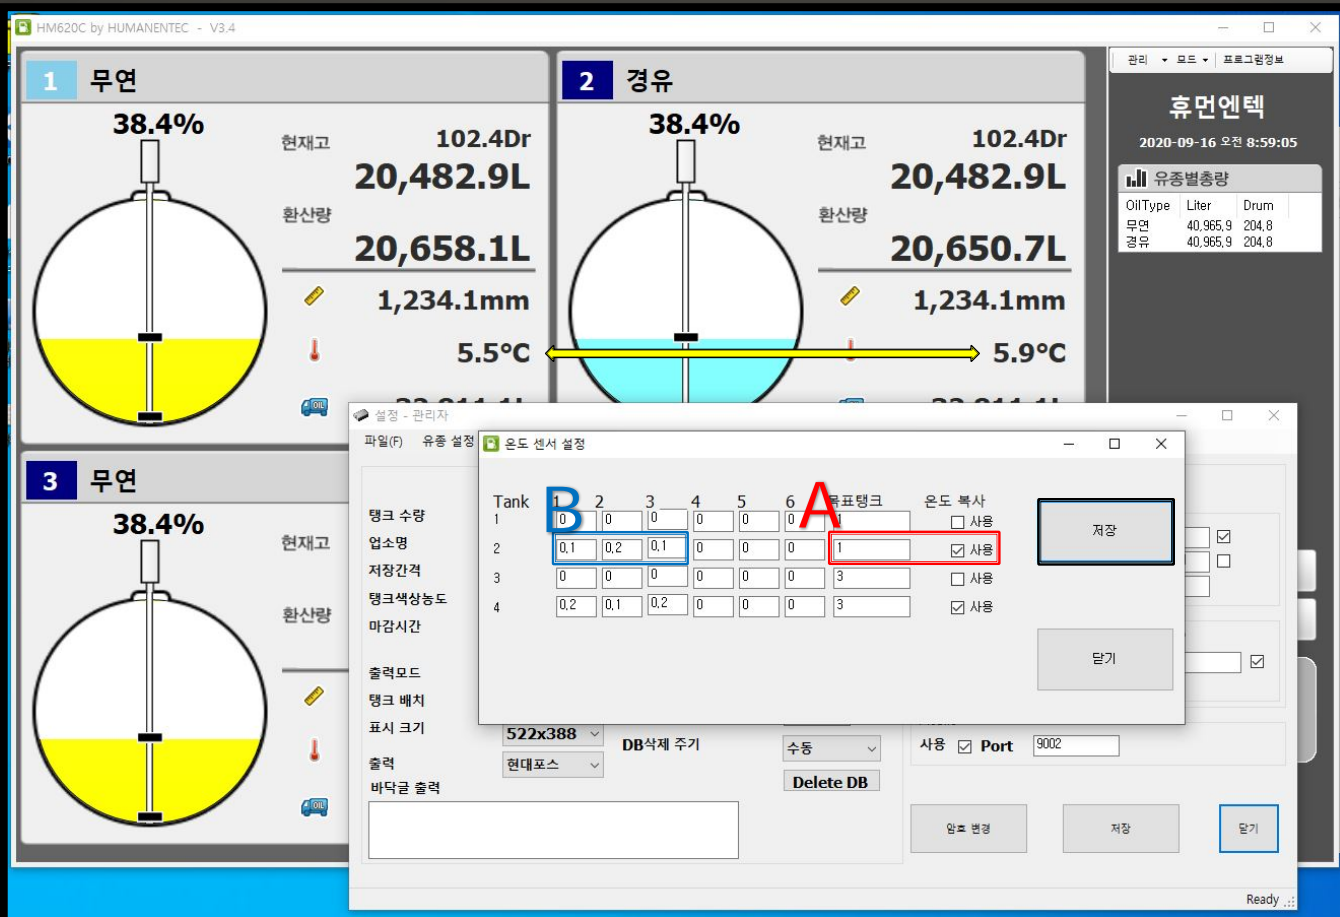 HM620C by HUMANENTEC - V3.4
관리 모드 프로그램정보
1 무연
38.4%
현재고 102.4Dr
20,482.9L
환산량
20,658.1L
1,234.1mm
5.5°C
2 경유
38.4%
현재고 102.4Dr
20,482.9L
환산량
20,650.7L
1,234.1mm
5.9°C
휴먼엔텍
2020-09-16 오전 8:59:05
유종별총량
OilType Liter Drum
무연 40,965,9 204,8
경유 40,965,9 204,8
3 무연
38.4%
현재고
환산량
설정 - 관리자
파일(F) 유종 설정
탱크 수량
업소명
저장간격
탱크색상농도
마감시간
출력모드
탱크 배치
표시 크기 522x388
출력 현대포스
바닥글 출력
DB삭제 주기 수동
Delete DB
사용 Port 9002
암호 변경 저장 닫기
Ready
온도 센서 설정
Tank 1 2 3 4 5 6 목표탱크 온도 복사
B A
1 0 0 0 0 0 0 1 사용
2 0,1 0,2 0,1 0 0 0 1 사용
3 0 0 0 0 0 0 3 사용
4 0,2 0,1 0,2 0 0 0 3 사용
저장
닫기